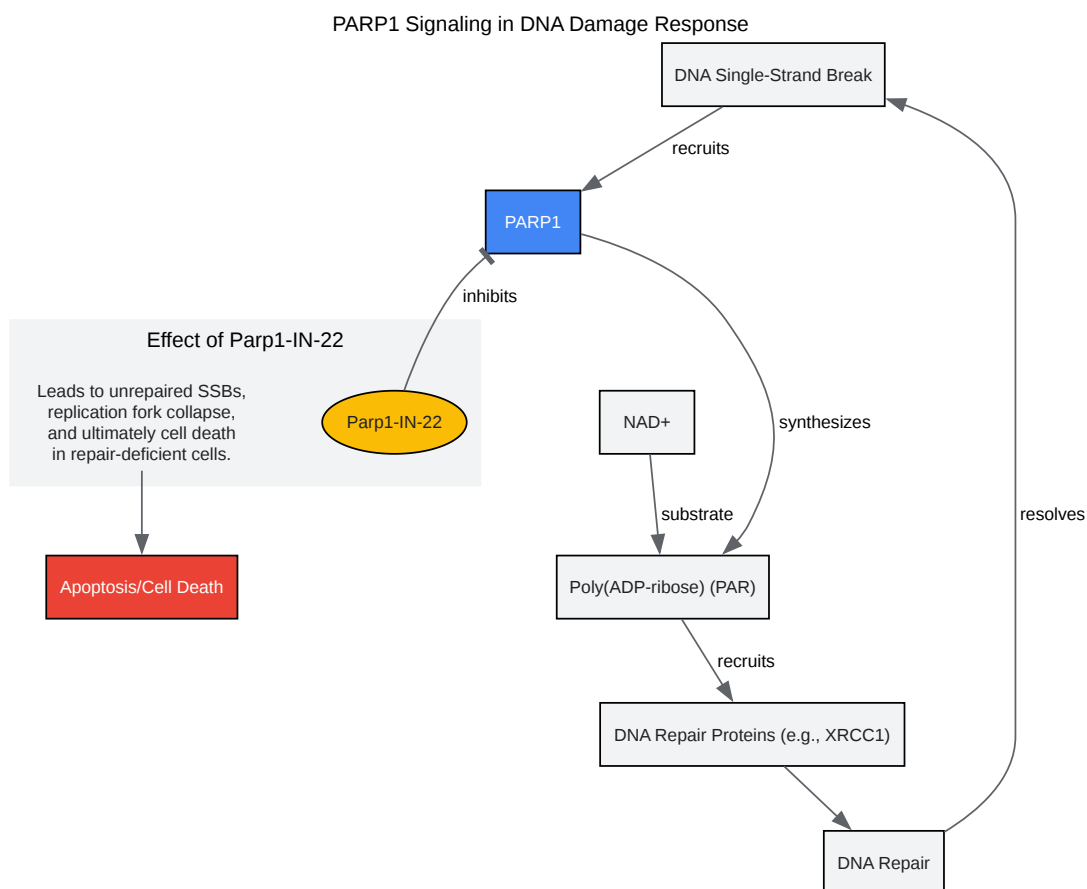 PARP1 Signaling in DNA Damage Response
DNA Single-Strand Break
recruits
PARP1
inhibits
Effect of Parp1-IN-22
Leads to unrepaired SSBs,
replication fork collapse,
and ultimately cell death
in repair-deficient cells.
Parp1-IN-22
NAD+
synthesizes
substrate
resolves
Apoptosis/Cell Death
Poly(ADP-ribose) (PAR)
recruits
DNA Repair Proteins (e.g., XRCC1)
DNA Repair